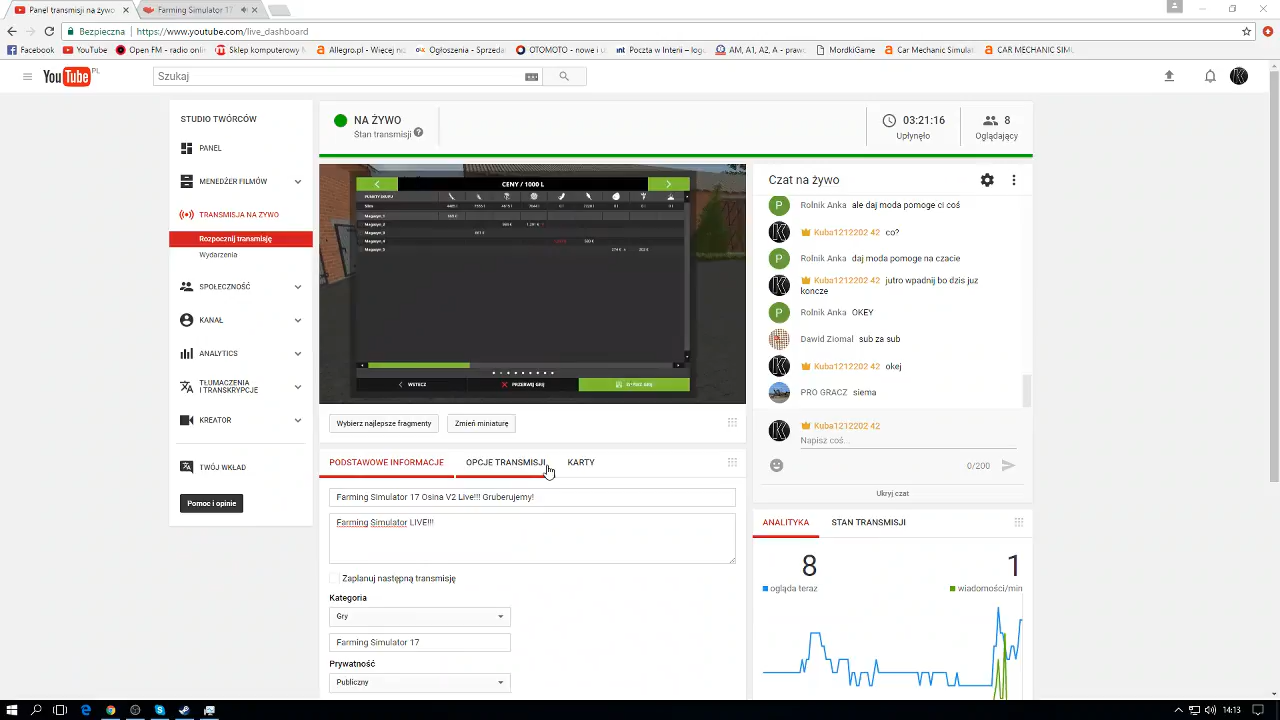 Panel transmisji na żywo
Farming Simulator 17
Bezpieczna
https://www.youtube.com/live_dashboard
Facebook
YouTube
Open FM - radio onli
Sklep komputerowy
Allegro.pl - Więcej niż
Ogłoszenia - Sprzeda
OTOMOTO - nowe i u
Poczta w Interii – logo
AM, A1, A2, A - prawo
MordkiGame
Car Mechanic Simula
CAR MECHANIC SIMU
YouTube PL
Szukaj
STUDIO TWÓRCÓW
PANEL
MENEDŻER FILMÓW
TRANSMISJA NA ŻYWO
Rozpocznij transmisję
Wydarzenia
SPOŁECZNOŚĆ
KANAŁ
ANALYTICS
TŁUMACZENIA
I TRANSKRYPCJE
KREATOR
TWÓJ WKŁAD
Pomoc i opinie
NA ŻYWO
Stan transmisji
03:21:16
Upłynęło
8
Oglądający
CENY / 1000 L
WSTECZ
PRZERWIJ GRĘ
Wybierz najlepsze fragmenty
Zmień miniaturę
PODSTAWOWE INFORMACJE
OPCJE TRANSMISJI
KARTY
Farming Simulator 17 Osina V2 Live!!! Gruberujemy!
Farming Simulator LIVE!!!
Zaplanuj następną transmisję
Kategoria
Gry
Farming Simulator 17
Prywatność
Publiczny
Czat na żywo
Rolnik Anka ale daj moda pomoge ci coś
Kuba1212202 42 co?
Rolnik Anka daj moda pomoge na czacie
Kuba1212202 42 jutro wpadnij bo dzis juz
koncze
Rolnik Anka OKEY
Dawid Ziomal sub za sub
Kuba1212202 42 okej
PRO GRACZ siema
Kuba1212202 42
Napisz coś...
0/200
Ukryj czat
ANALITYKA
STAN TRANSMISJI
8
1
ogląda teraz
wiadomości/min
14:13